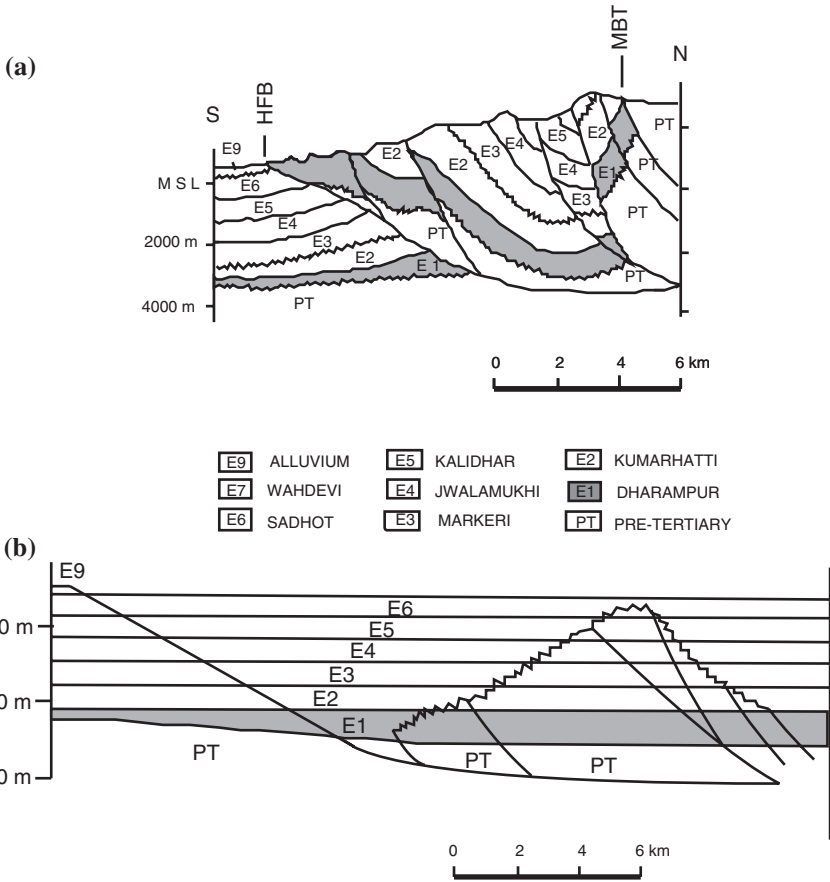 (a)
MBT
N
S
HFB
E9
MSL
E6
E5
E4
E3
E2
E1
PT
2000 m
4000 m
PT
E2
E2
E3
E4
E5
E4
E3
E2
E1
PT
PT
PT
PT
0 2 4 6 km
E9 ALLUVIUM E5 KALIDHAR E2 KUMARHATTI
E7 WAHDEVI E4 JWALAMUKHI E1 DHARAMPUR
E6 SADHOT E3 MARKERI PT PRE-TERTIARY
(b)
E9
E6
0 m
E5
E4
E3
0 m
E2
E1
PT
PT
PT
0 m
0 2 4 6 km